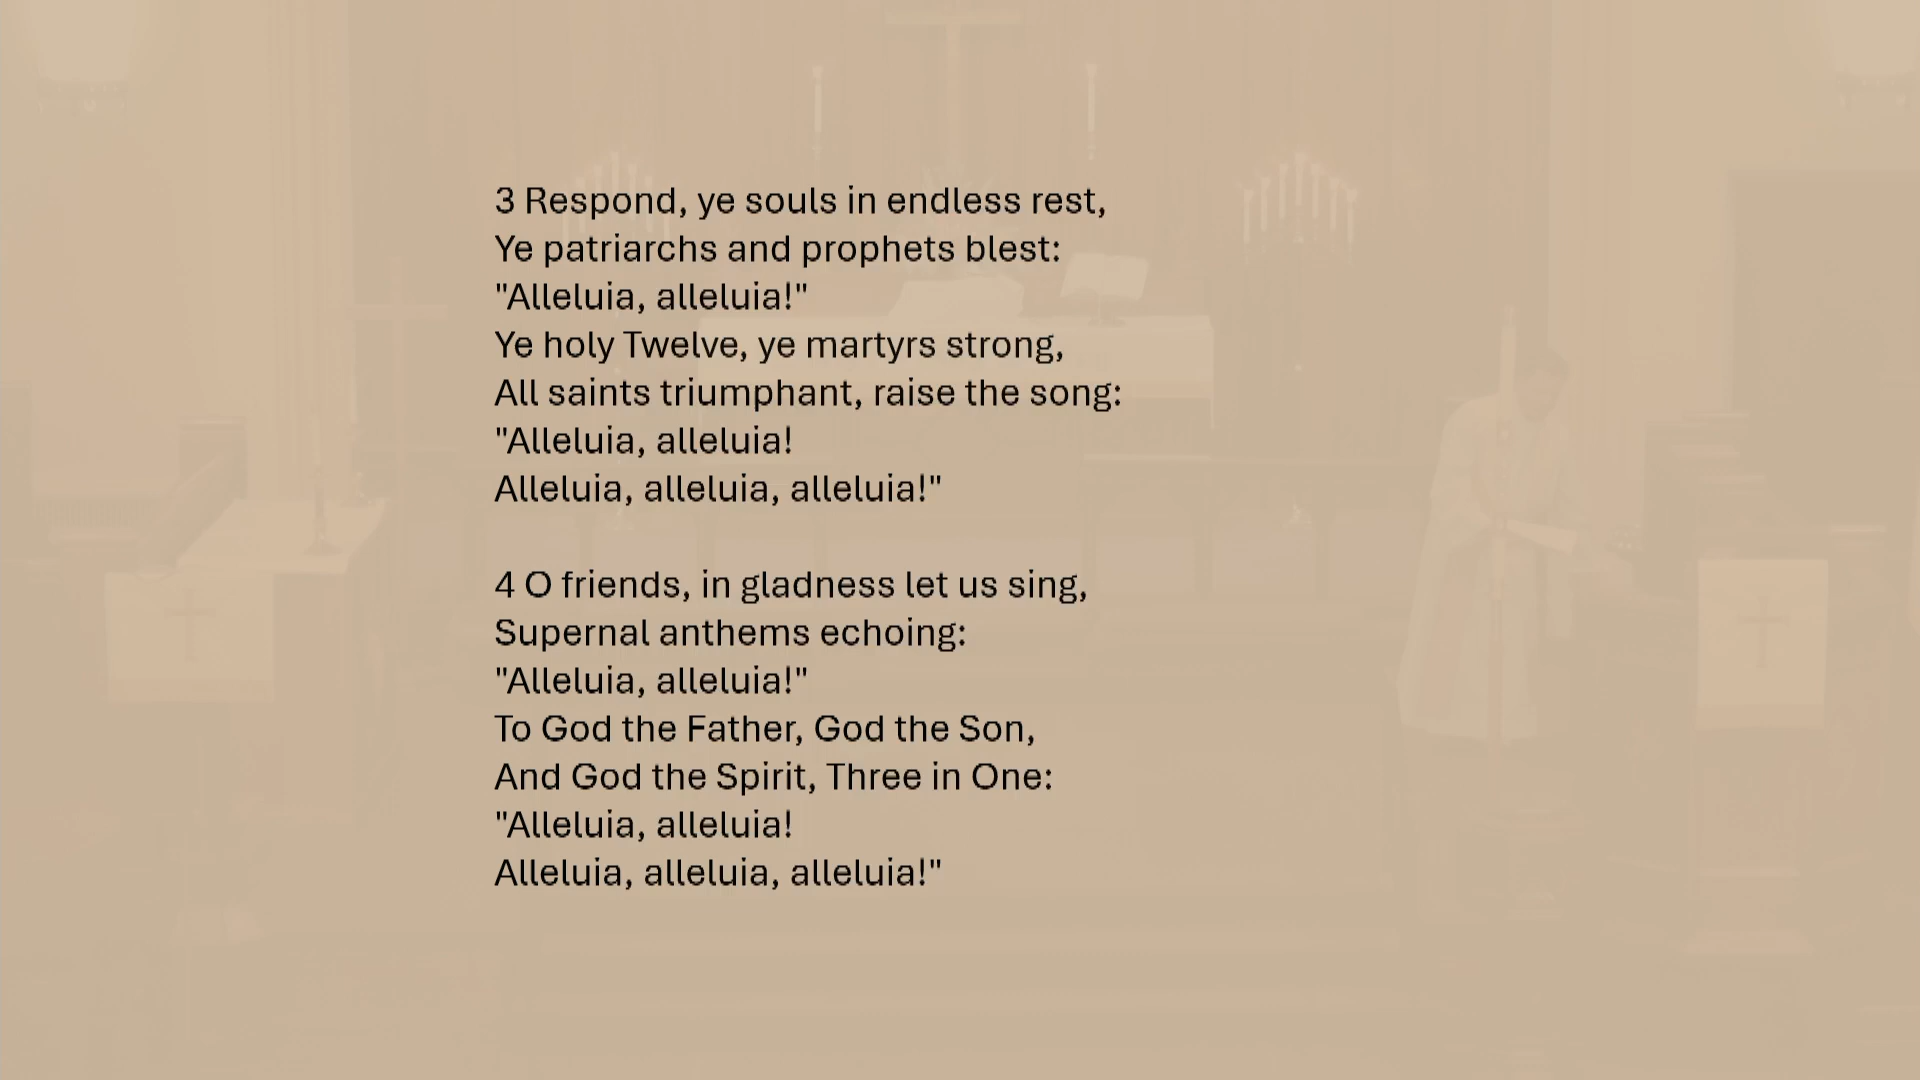 3 Respond, ye souls in endless rest,
Ye patriarchs and prophets blest:
"Alleluia, alleluia!"
Ye holy Twelve, ye martyrs strong,
All saints triumphant, raise the song:
"Alleluia, alleluia!
Alleluia, alleluia, alleluia!"

4 O friends, in gladness let us sing,
Supernal anthems echoing:
"Alleluia, alleluia!"
To God the Father, God the Son,
And God the Spirit, Three in One:
"Alleluia, alleluia!
Alleluia, alleluia, alleluia!"